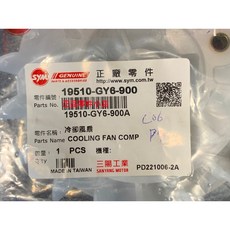 SYM GENUINE PARTS 正廠零件
www.sym.com.tw
零件編號: 19510-GY6-900
Parts No.
19510-GY6-900A
零件名稱 冷卻風扇
Parts Name COOLING FAN COMP
數量: 1 PCS 機種:
MADE IN TAIWAN 三陽工業 PD221006-2A
SANYANG MOTOR